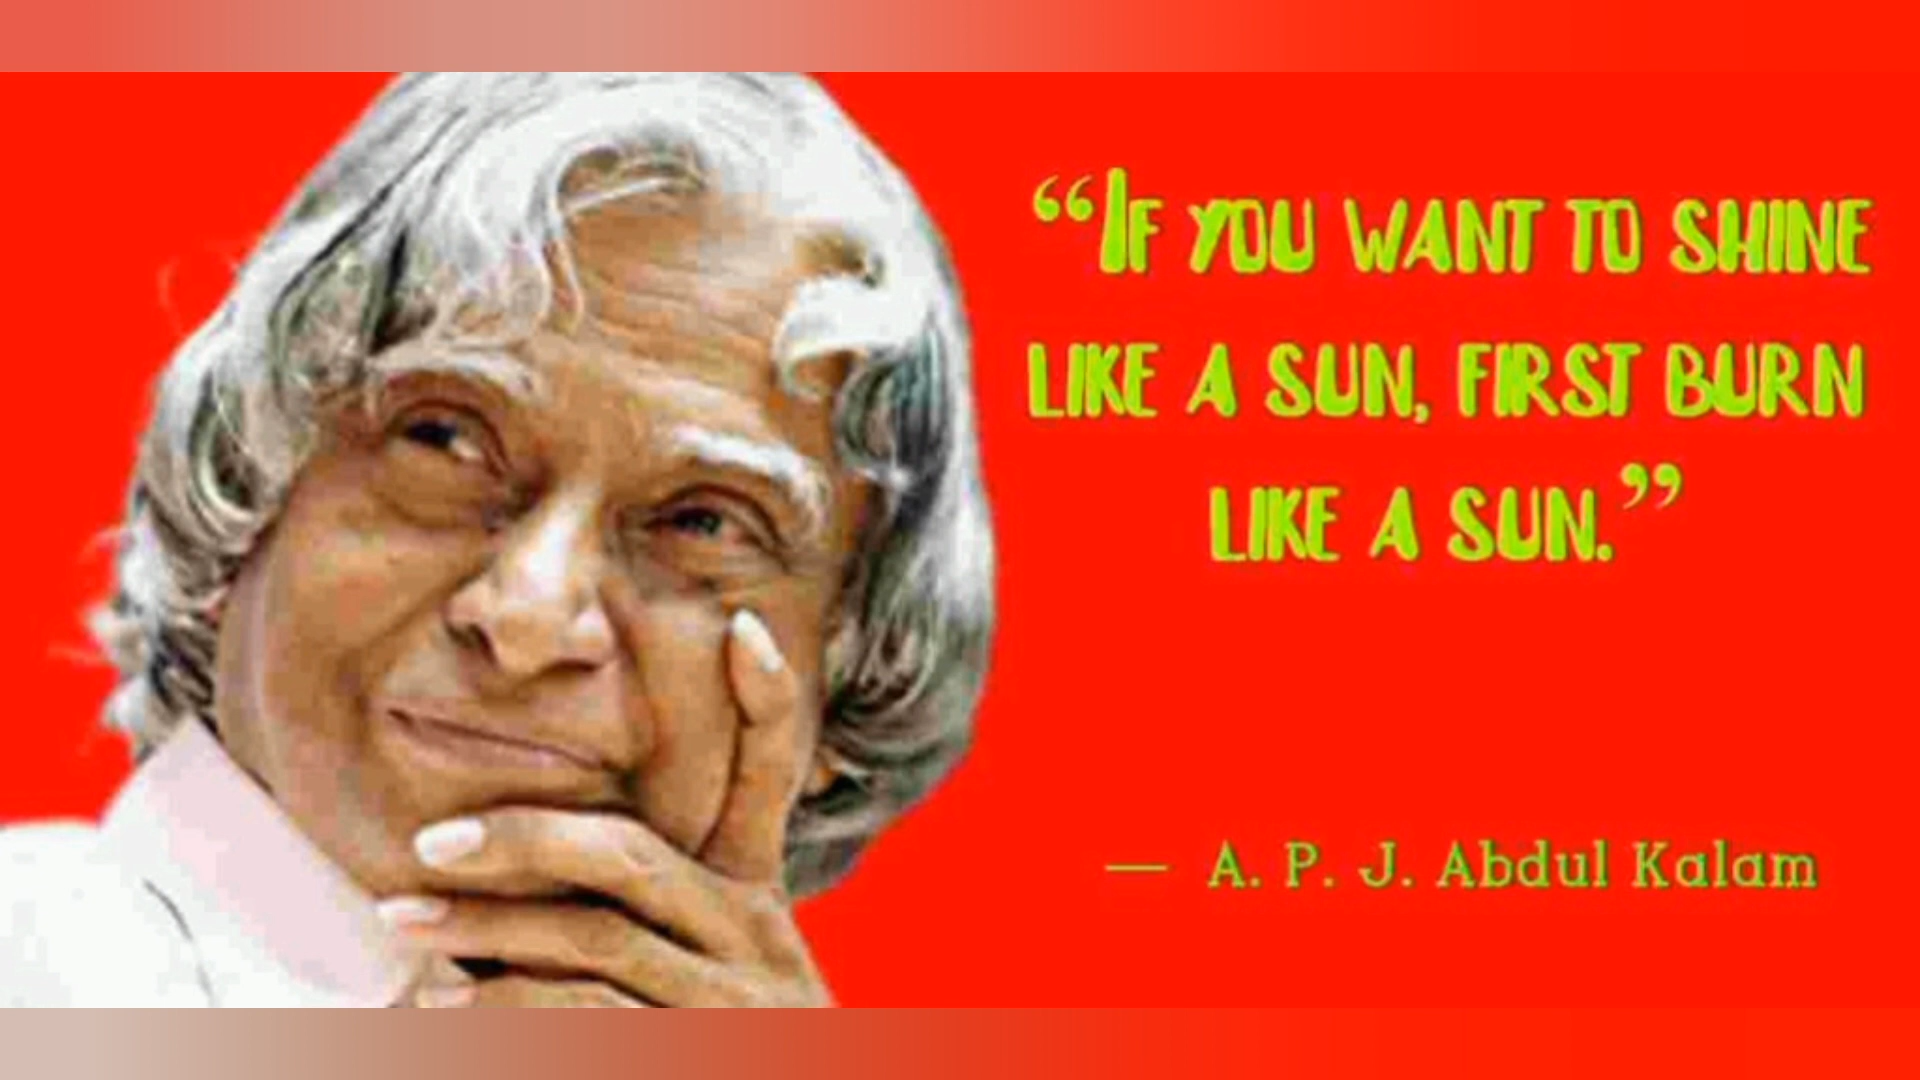 “IF YOU WANT TO SHINE
LIKE A SUN, FIRST BURN
LIKE A SUN.”
— A. P. J. Abdul Kalam